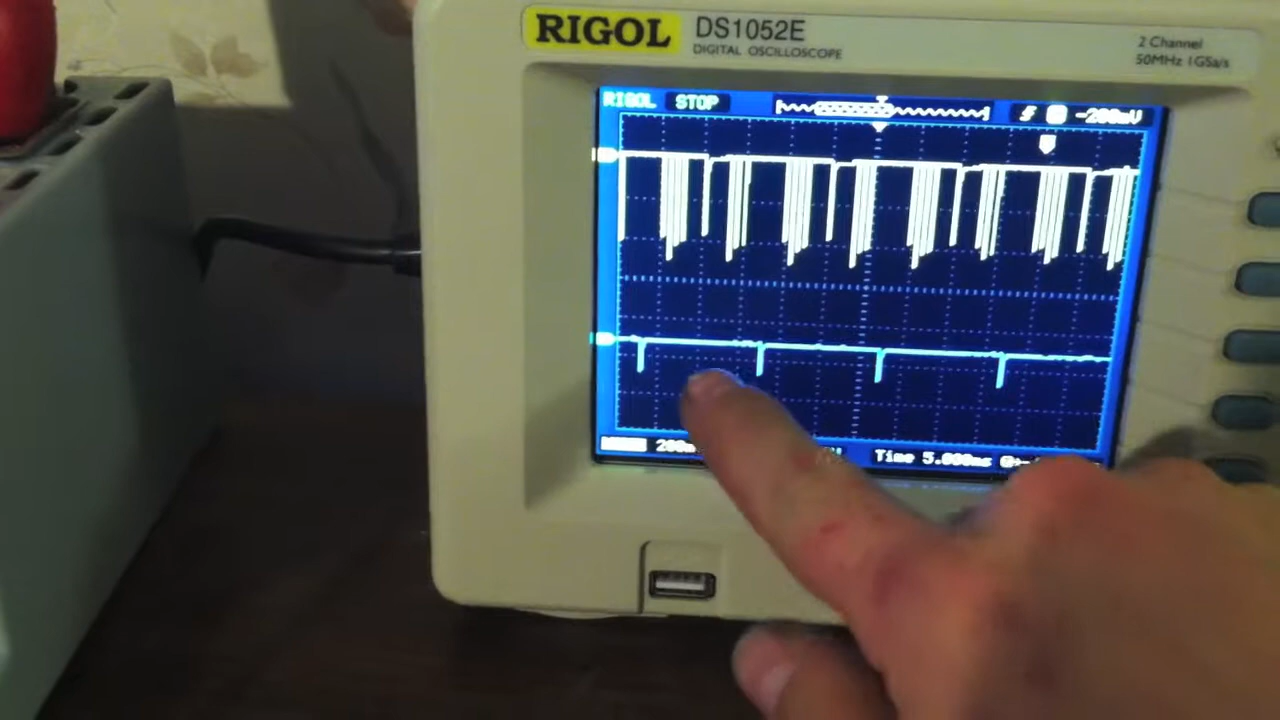 RIGOL DS1052E
DIGITAL OSCILLOSCOPE
2 Channel
50MHz 1GSa/s
RIGOL STOP
-200mV
Time 5.000ms